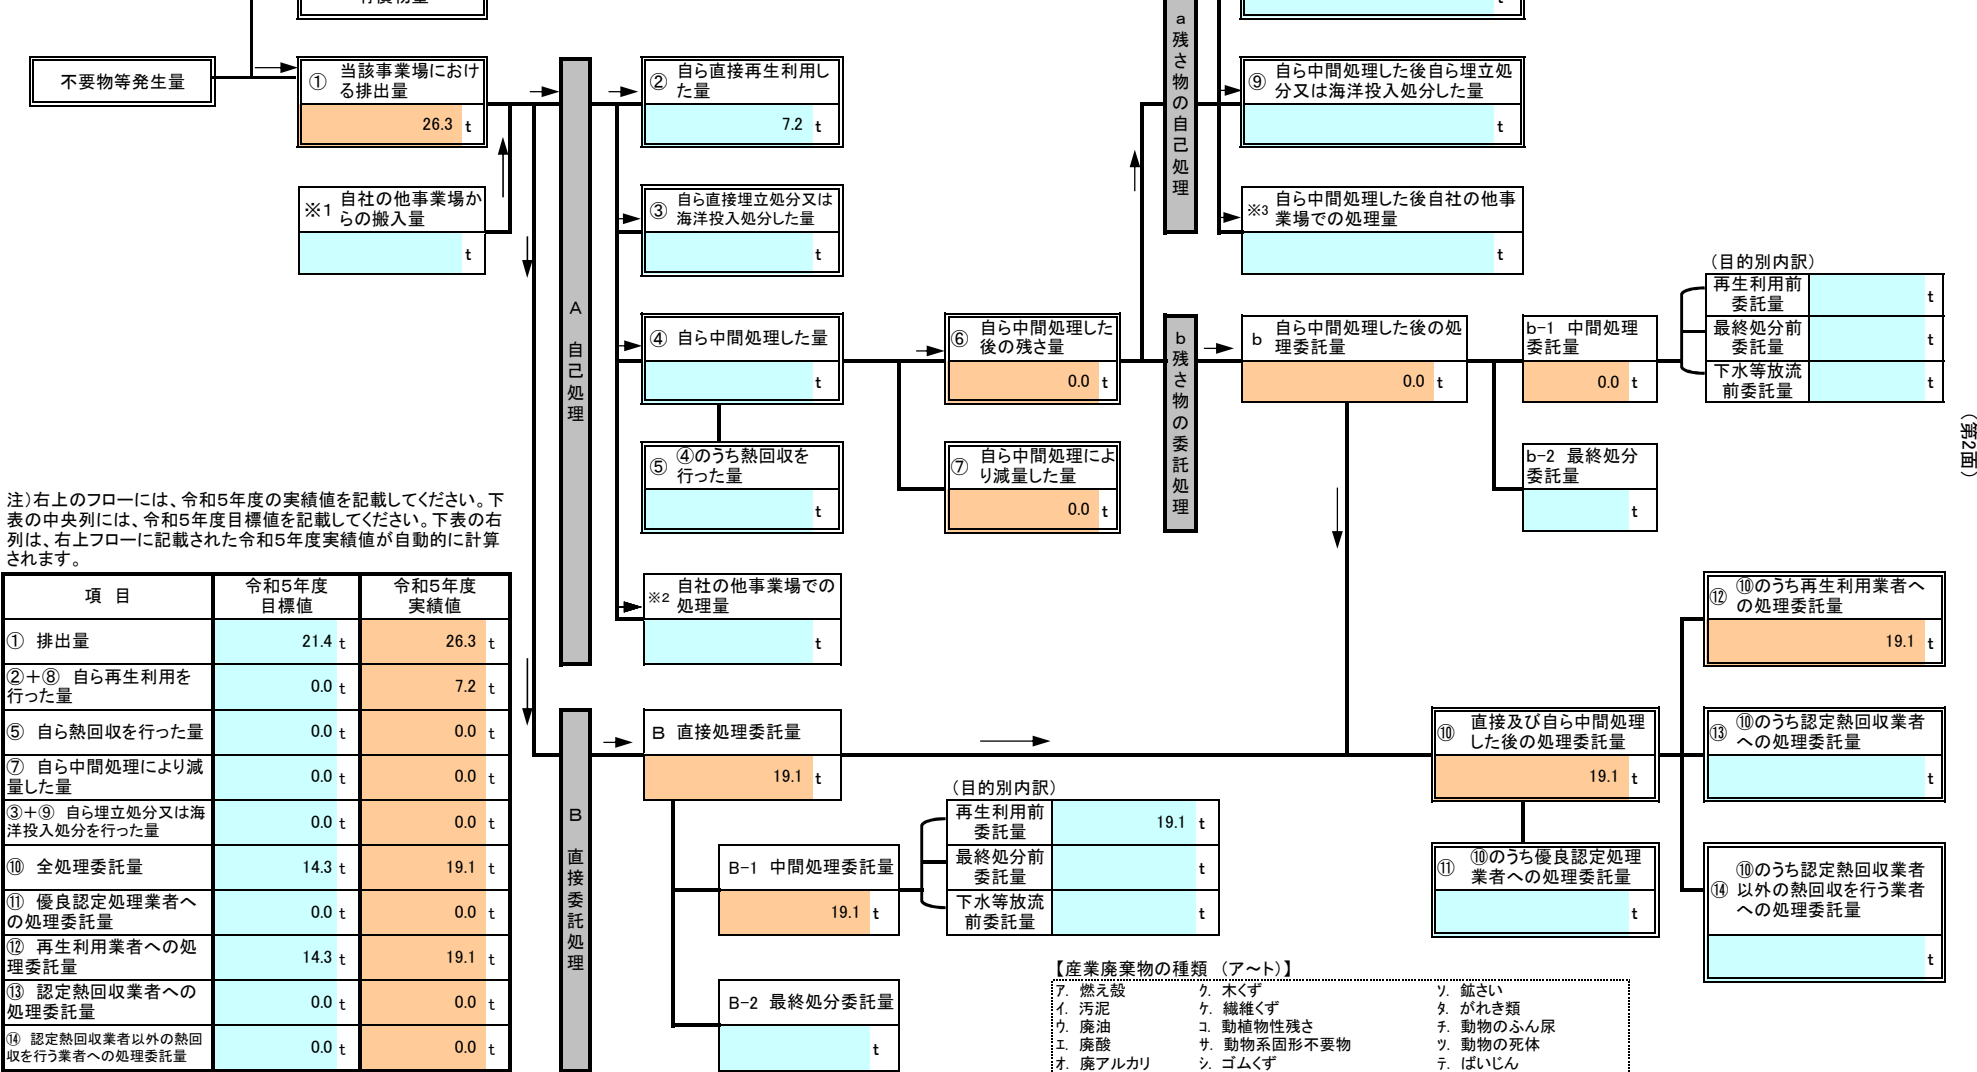 有償物量
t
不要物等発生量
① 当該事業場におけ
る排出量
26.3 t
※1 自社の他事業場か
らの搬入量
t
A 自己処理
② 自ら直接再生利用し
た量
7.2 t
③ 自ら直接埋立処分又は
海洋投入処分した量
t
④ 自ら中間処理した量
t
⑤ ④のうち熱回収を
行った量
t
※2 自社の他事業場での
処理量
t
⑥ 自ら中間処理した
後の残さ量
0.0 t
⑦ 自ら中間処理によ
り減量した量
0.0 t
a残さ物の自己処理
⑨ 自ら中間処理した後自ら埋立処
分又は海洋投入処分した量
t
※3 自ら中間処理した後自社の他事
業場での処理量
t
b残さ物の委託処理
b 自ら中間処理した後の処
理委託量
0.0 t
b-1 中間処理
委託量
0.0 t
(目的別内訳)
再生利用前
委託量
t
最終処分前
委託量
t
下水等放流
前委託量
t
b-2 最終処分
委託量
t
(第2面)
注)右上のフローには、令和5年度の実績値を記載してください。下
表の中央列には、令和5年度目標値を記載してください。下表の右
列は、右上フローに記載された令和5年度実績値が自動的に計算
されます。
項 目 令和5年度 目標値 令和5年度 実績値
① 排出量 21.4 t 26.3 t
②+⑧ 自ら再生利用を
行った量 0.0 t 7.2 t
⑤ 自ら熱回収を行った量 0.0 t 0.0 t
⑦ 自ら中間処理により減
量した量 0.0 t 0.0 t
③+⑨ 自ら埋立処分又は海
洋投入処分を行った量 0.0 t 0.0 t
⑩ 全処理委託量 14.3 t 19.1 t
⑪ 優良認定処理業者へ
の処理委託量 0.0 t 0.0 t
⑫ 再生利用業者への処
理委託量 14.3 t 19.1 t
⑬ 認定熱回収業者への
処理委託量 0.0 t 0.0 t
⑭ 認定熱回収業者以外の熱回
収を行う業者への処理委託量 0.0 t 0.0 t
B 直接委託処理
B 直接処理委託量
19.1 t
B-1 中間処理委託量
19.1 t
(目的別内訳)
再生利用前
委託量
19.1 t
最終処分前
委託量
t
下水等放流
前委託量
t
B-2 最終処分委託量
t
⑩ 直接及び自ら中間処理
した後の処理委託量
19.1 t
⑪ ⑩のうち優良認定処理
業者への処理委託量
t
⑫ ⑩のうち再生利用業者へ
の処理委託量
19.1 t
⑬ ⑩のうち認定熱回収業者
への処理委託量
t
⑭ ⑩のうち認定熱回収業者
以外の熱回収を行う業者
への処理委託量
t
【産業廃棄物の種類 (ア~ト)】
ア. 燃え殻 ク. 木くず ソ. 鉱さい
イ. 汚泥 ケ. 繊維くず タ. がれき類
ウ. 廃油 コ. 動植物性残さ チ. 動物のふん尿
エ. 廃酸 サ. 動物系固形不要物 ツ. 動物の死体
オ. 廃アルカリ シ. ゴムくず テ. ばいじん